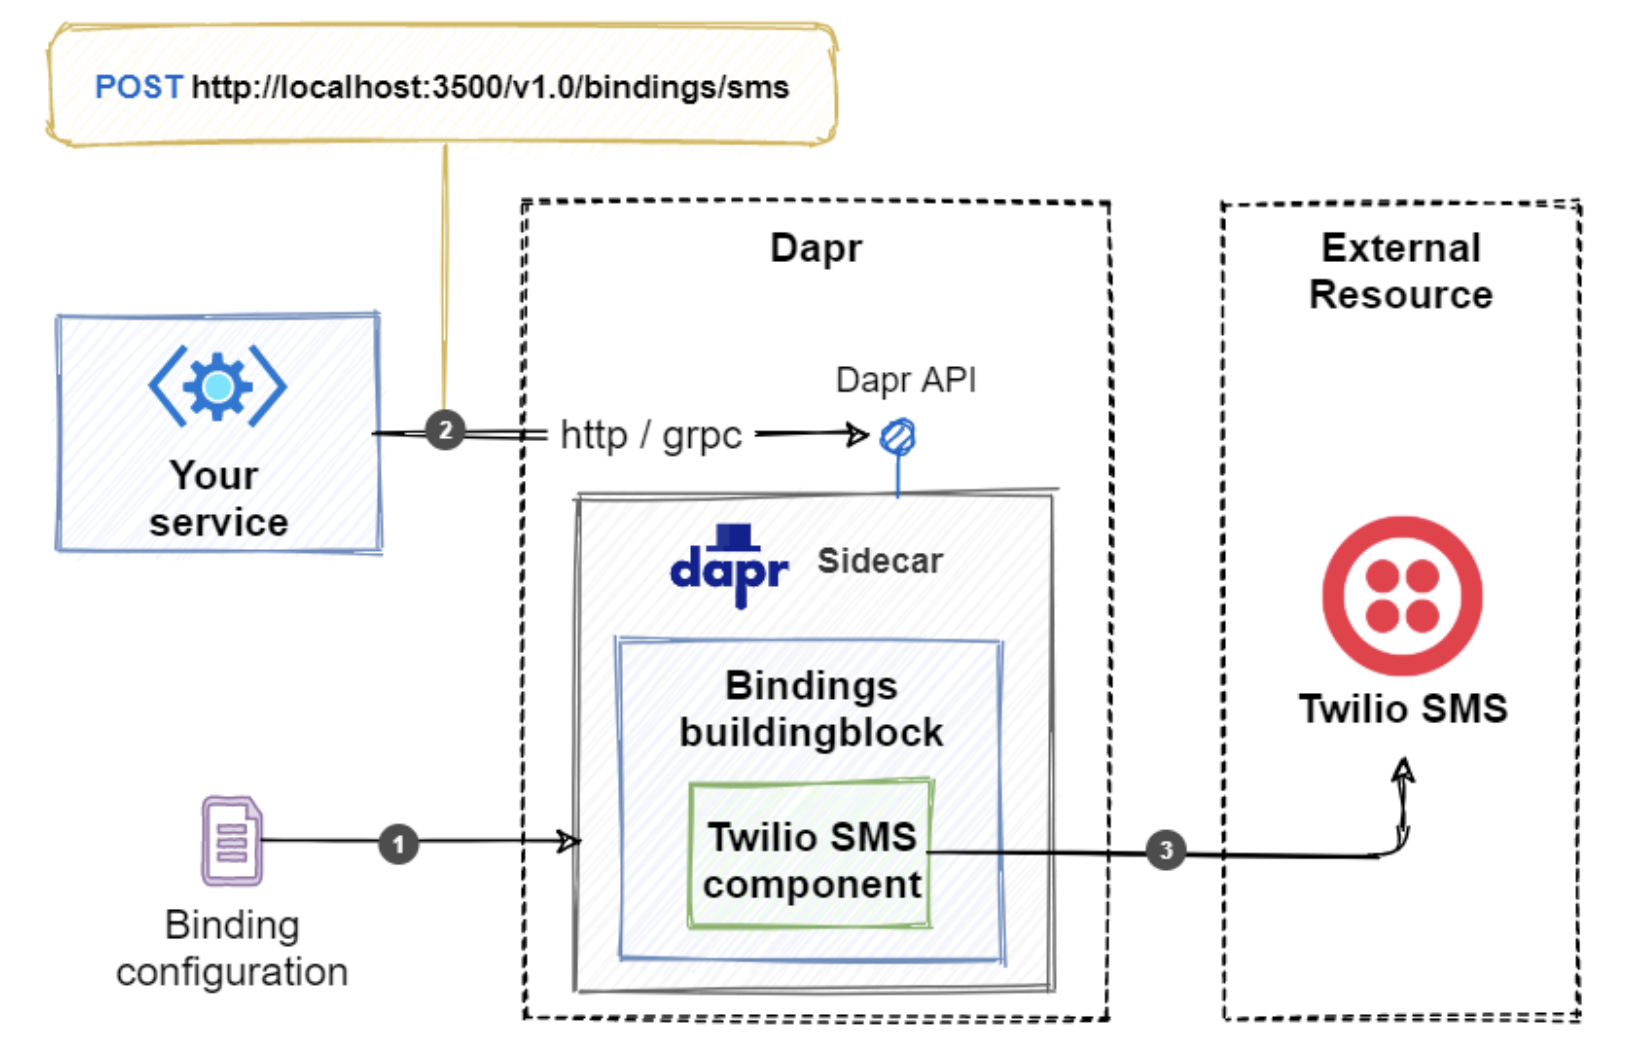 POST http://localhost:3500/v1.0/bindings/sms
Dapr
External
Resource
Dapr API
2
http / grpc
Your
service
dapr
Sidecar
Bindings
buildingblock
Twilio SMS
1
Twilio SMS
component
3
Binding
configuration